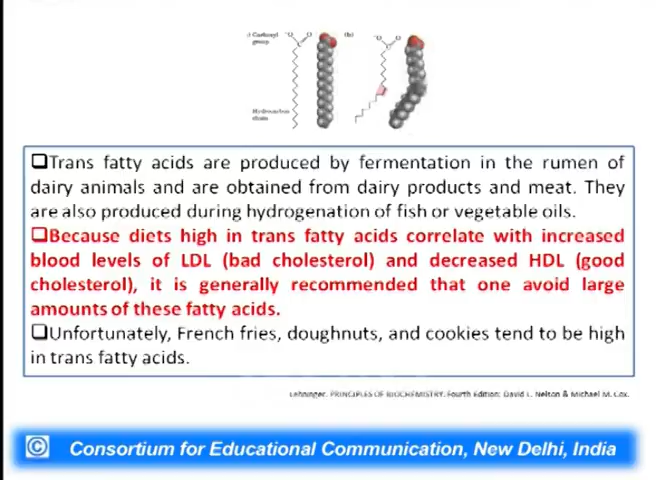 Carboxyl
group
(b)
Hydrocarbon
chain
❑Trans fatty acids are produced by fermentation in the rumen of
dairy animals and are obtained from dairy products and meat. They
are also produced during hydrogenation of fish or vegetable oils.
❑Because diets high in trans fatty acids correlate with increased
blood levels of LDL (bad cholesterol) and decreased HDL (good
cholesterol), it is generally recommended that one avoid large
amounts of these fatty acids.
❑Unfortunately, French fries, doughnuts, and cookies tend to be high
in trans fatty acids.
Lehninger. PRINCIPLES OF BIOCHEMISTRY. Fourth Edition; David L. Nelson & Michael M. Cox.
© Consortium for Educational Communication, New Delhi, India